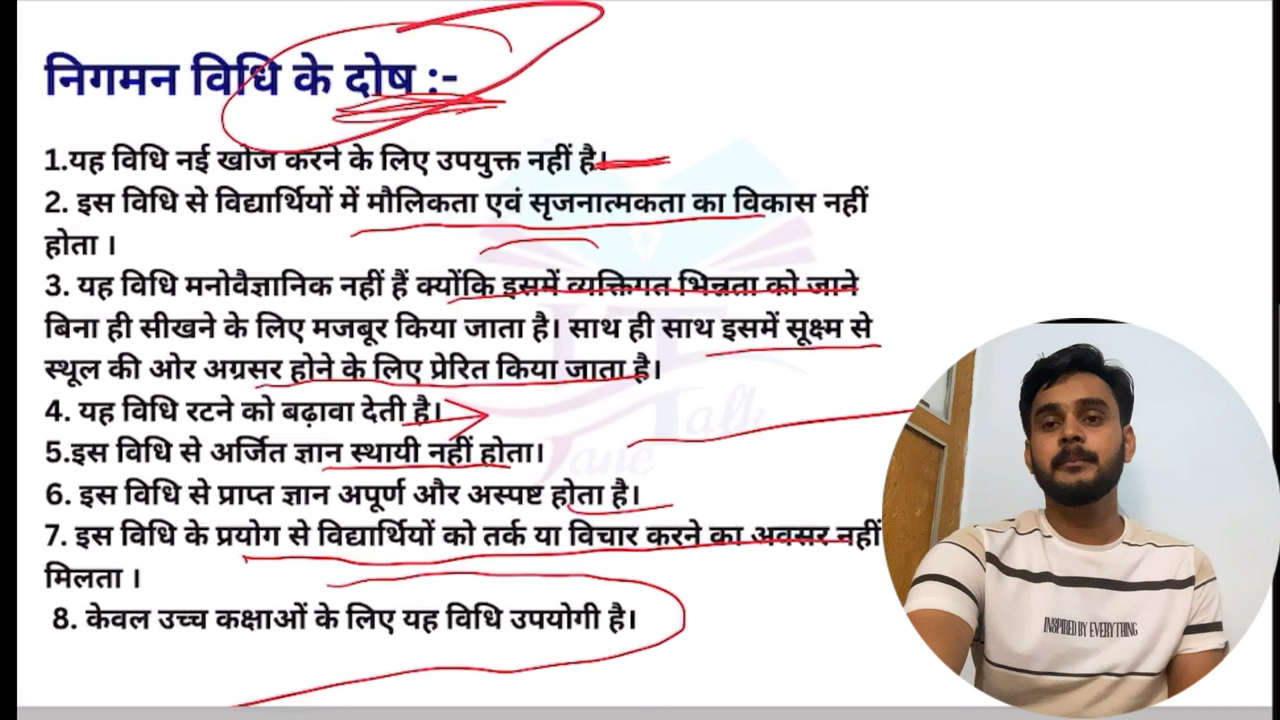 निगमन विधि के दोष :-
1.यह विधि नई खोज करने के लिए उपयुक्त नहीं है।
2. इस विधि से विद्यार्थियों में मौलिकता एवं सृजनात्मकता का विकास नहीं
होता ।
3. यह विधि मनोवैज्ञानिक नहीं हैं क्योंकि इसमें व्यक्तिगत भिन्नता को जाने
बिना ही सीखने के लिए मजबूर किया जाता है। साथ ही साथ इसमें सूक्ष्म से
स्थूल की ओर अग्रसर होने के लिए प्रेरित किया जाता है।
4. यह विधि रटने को बढ़ावा देती है।
5.इस विधि से अर्जित ज्ञान स्थायी नहीं होता।
6. इस विधि से प्राप्त ज्ञान अपूर्ण और अस्पष्ट होता है।
7. इस विधि के प्रयोग से विद्यार्थियों को तर्क या विचार करने का अवसर नहीं
मिलता ।
8. केवल उच्च कक्षाओं के लिए यह विधि उपयोगी है।
Talk
INSPIRED BY EVERYTHING